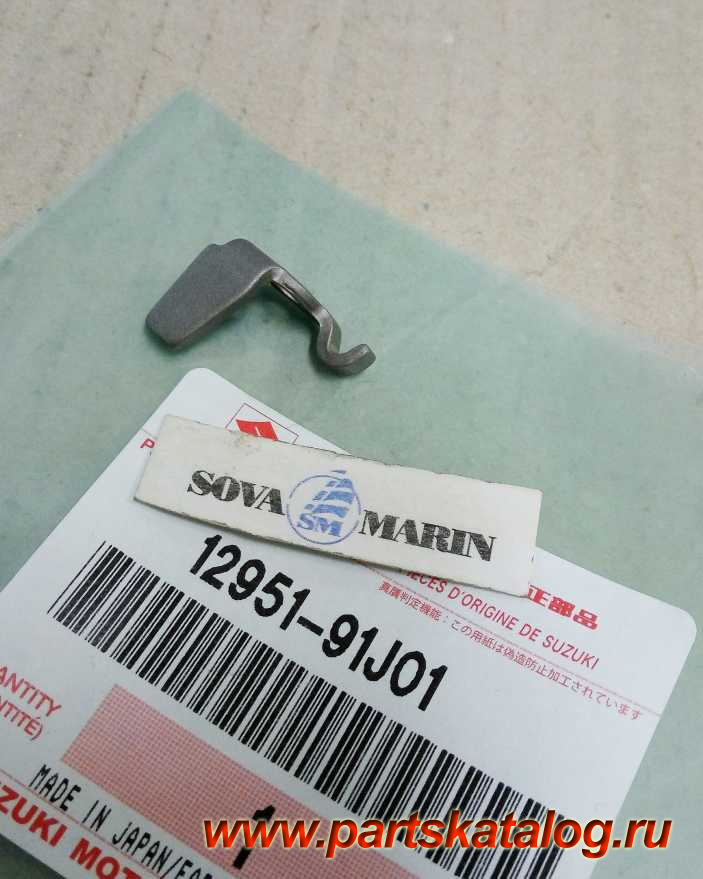 SOVA SM MARIN
正部品
PIECES D'ORIGINE DE SUZUKI
真贋判定機能：この用紙は偽造防止加工されています
12951-91J01
ANTITY
NTITÉ)
1
MADE IN JAPAN/FAB
ZUKI MOT
www.partskatalog.ru